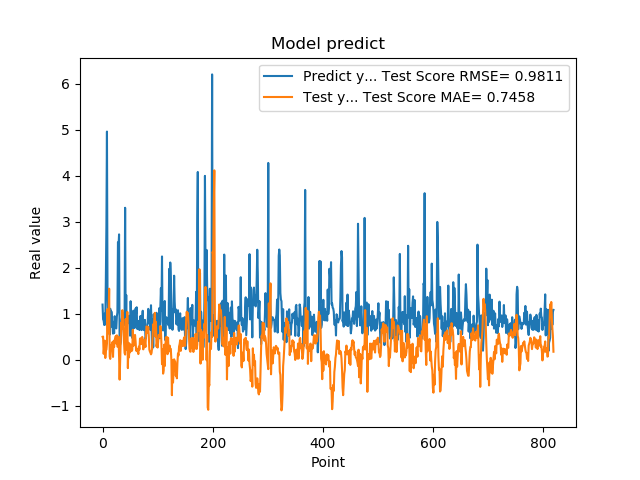 Model predict
Predict y... Test Score RMSE= 0.9811
Test y... Test Score MAE= 0.7458
Real value
6
5
4
3
2
1
0
−1
0 200 400 600 800
Point